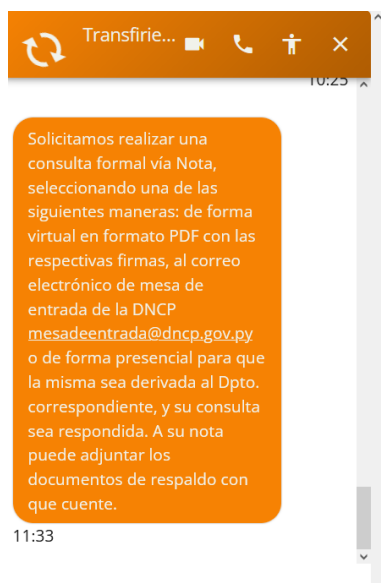 Transfirie...
10:25
Solicitamos realizar una
consulta formal vía Nota,
seleccionando una de las
siguientes maneras: de forma
virtual en formato PDF con las
respectivas firmas, al correo
electrónico de mesa de
entrada de la DNCP
mesadeentrada@dncp.gov.py
o de forma presencial para que
la misma sea derivada al Dpto.
correspondiente, y su consulta
sea respondida. A su nota
puede adjuntar los
documentos de respaldo con
que cuente.
11:33